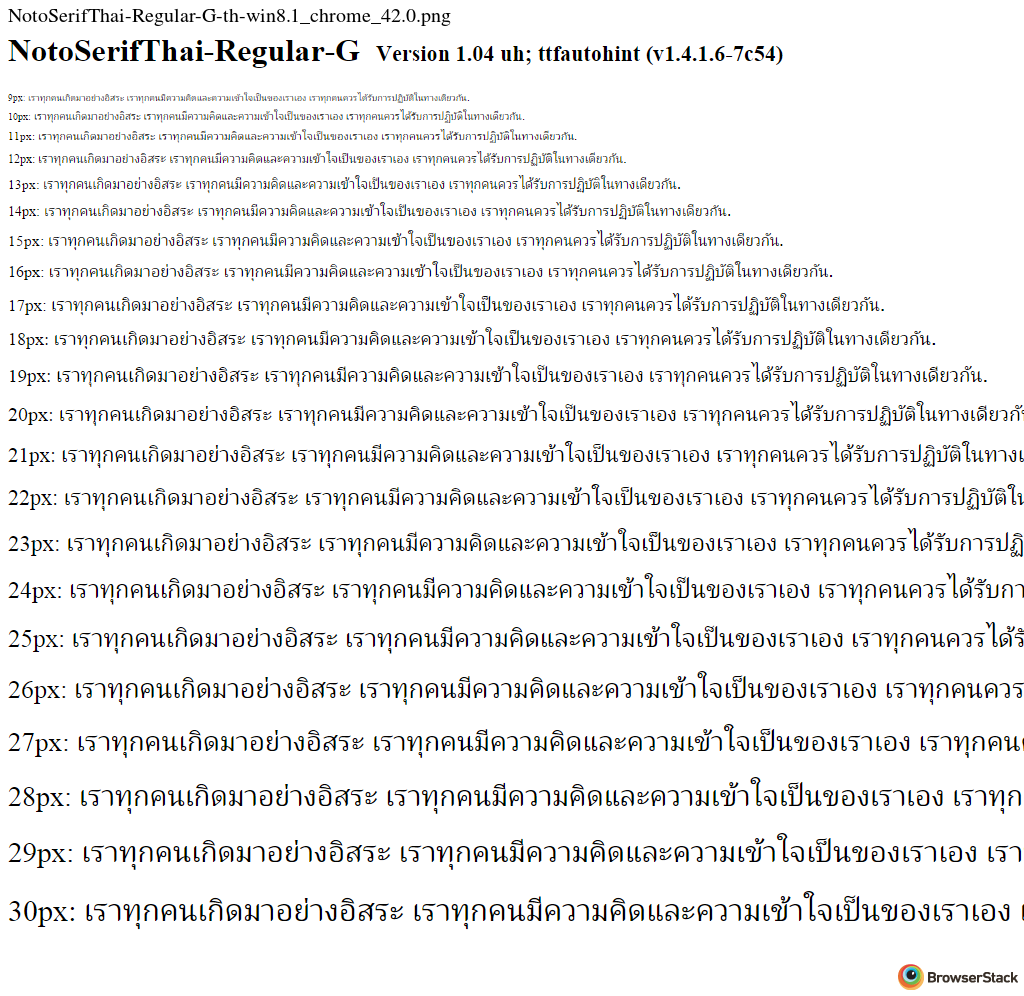 NotoSerifThai-Regular-G-th-win8.1_chrome_42.0.png
NotoSerifThai-Regular-G Version 1.04 uh; ttfautohint (v1.4.1.6-7c54)
9px: เราทุกคนเกิดมาอย่างอิสระ เราทุกคนมีความคิดและความเข้าใจเป็นของเราเอง เราทุกคนควรได้รับการปฏิบัติในทางเดียวกัน.
10px: เราทุกคนเกิดมาอย่างอิสระ เราทุกคนมีความคิดและความเข้าใจเป็นของเราเอง เราทุกคนควรได้รับการปฏิบัติในทางเดียวกัน.
11px: เราทุกคนเกิดมาอย่างอิสระ เราทุกคนมีความคิดและความเข้าใจเป็นของเราเอง เราทุกคนควรได้รับการปฏิบัติในทางเดียวกัน.
12px: เราทุกคนเกิดมาอย่างอิสระ เราทุกคนมีความคิดและความเข้าใจเป็นของเราเอง เราทุกคนควรได้รับการปฏิบัติในทางเดียวกัน.
13px: เราทุกคนเกิดมาอย่างอิสระ เราทุกคนมีความคิดและความเข้าใจเป็นของเราเอง เราทุกคนควรได้รับการปฏิบัติในทางเดียวกัน.
14px: เราทุกคนเกิดมาอย่างอิสระ เราทุกคนมีความคิดและความเข้าใจเป็นของเราเอง เราทุกคนควรได้รับการปฏิบัติในทางเดียวกัน.
15px: เราทุกคนเกิดมาอย่างอิสระ เราทุกคนมีความคิดและความเข้าใจเป็นของเราเอง เราทุกคนควรได้รับการปฏิบัติในทางเดียวกัน.
16px: เราทุกคนเกิดมาอย่างอิสระ เราทุกคนมีความคิดและความเข้าใจเป็นของเราเอง เราทุกคนควรได้รับการปฏิบัติในทางเดียวกัน.
17px: เราทุกคนเกิดมาอย่างอิสระ เราทุกคนมีความคิดและความเข้าใจเป็นของเราเอง เราทุกคนควรได้รับการปฏิบัติในทางเดียวกัน.
18px: เราทุกคนเกิดมาอย่างอิสระ เราทุกคนมีความคิดและความเข้าใจเป็นของเราเอง เราทุกคนควรได้รับการปฏิบัติในทางเดียวกัน.
19px: เราทุกคนเกิดมาอย่างอิสระ เราทุกคนมีความคิดและความเข้าใจเป็นของเราเอง เราทุกคนควรได้รับการปฏิบัติในทางเดียวกัน.
20px: เราทุกคนเกิดมาอย่างอิสระ เราทุกคนมีความคิดและความเข้าใจเป็นของเราเอง เราทุกคนควรได้รับการปฏิบัติในทางเดียวกั
21px: เราทุกคนเกิดมาอย่างอิสระ เราทุกคนมีความคิดและความเข้าใจเป็นของเราเอง เราทุกคนควรได้รับการปฏิบัติในทาง
22px: เราทุกคนเกิดมาอย่างอิสระ เราทุกคนมีความคิดและความเข้าใจเป็นของเราเอง เราทุกคนควรได้รับการปฏิบัติใน
23px: เราทุกคนเกิดมาอย่างอิสระ เราทุกคนมีความคิดและความเข้าใจเป็นของเราเอง เราทุกคนควรได้รับการปฏิ
24px: เราทุกคนเกิดมาอย่างอิสระ เราทุกคนมีความคิดและความเข้าใจเป็นของเราเอง เราทุกคนควรได้รับกา
25px: เราทุกคนเกิดมาอย่างอิสระ เราทุกคนมีความคิดและความเข้าใจเป็นของเราเอง เราทุกคนควรได้รั
26px: เราทุกคนเกิดมาอย่างอิสระ เราทุกคนมีความคิดและความเข้าใจเป็นของเราเอง เราทุกคนควร
27px: เราทุกคนเกิดมาอย่างอิสระ เราทุกคนมีความคิดและความเข้าใจเป็นของเราเอง เราทุกคน
28px: เราทุกคนเกิดมาอย่างอิสระ เราทุกคนมีความคิดและความเข้าใจเป็นของเราเอง เราทุก
29px: เราทุกคนเกิดมาอย่างอิสระ เราทุกคนมีความคิดและความเข้าใจเป็นของเราเอง เรา
30px: เราทุกคนเกิดมาอย่างอิสระ เราทุกคนมีความคิดและความเข้าใจเป็นของเราเอง
BrowserStack